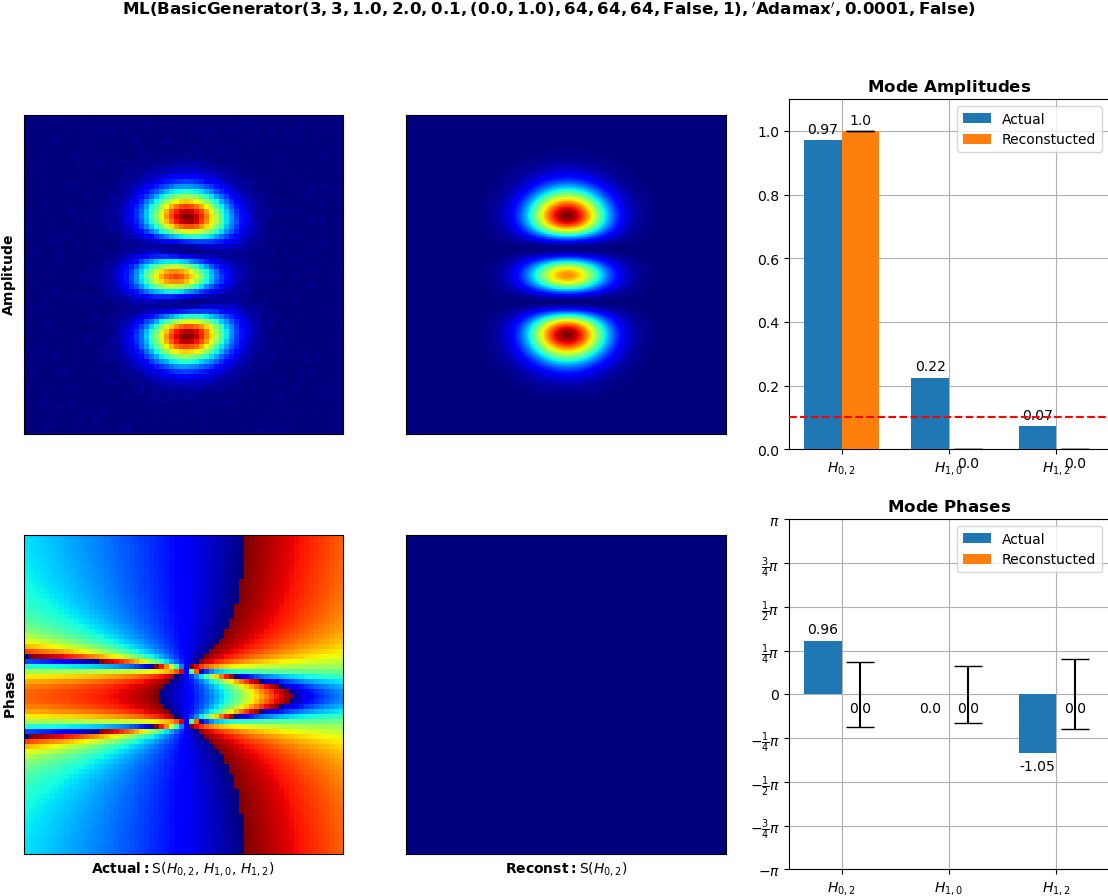 ML(BasicGenerator(3, 3, 1.0, 2.0, 0.1, (0.0, 1.0), 64, 64, 64, False, 1), ′Adamax′, 0.0001, False)
Amplitude
Mode Amplitudes
Actual
Reconstucted
1.0
0.8
0.6
0.4
0.2
0.0
0.97
1.0
0.22
0.0
0.07
0.0
H0, 2
H1, 0
H1, 2
Phase
Actual: S(H0, 2, H1, 0, H1, 2)
Reconst: S(H0, 2)
Mode Phases
Actual
Reconstucted
π
3/4π
1/2π
1/4π
0
−1/4π
−1/2π
−3/4π
−π
0.96
0.0
0.0
0.0
-1.05
0.0
H0, 2
H1, 0
H1, 2